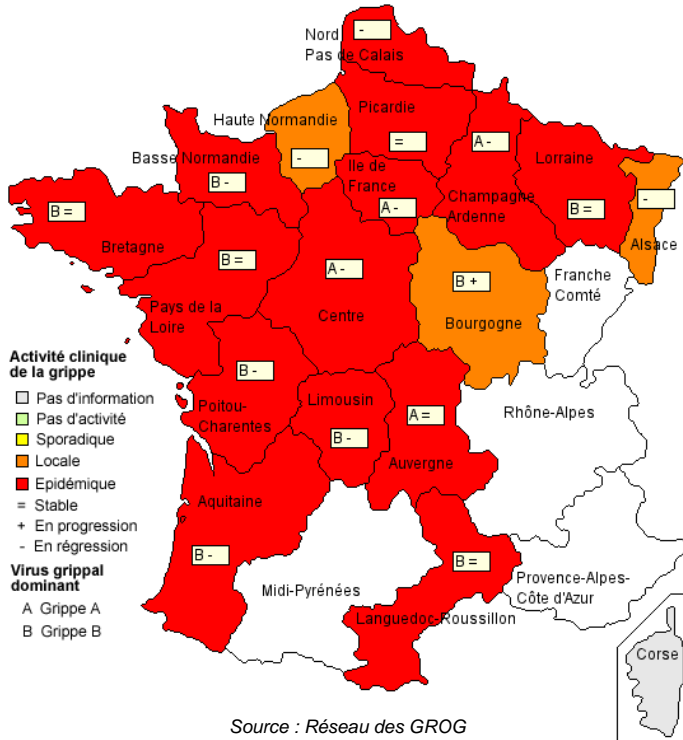 Nord
Pas de Calais
-
Haute Normandie
-
Picardie
=
A -
Basse Normandie
B -
Ile de
France
A -
Lorraine
B =
Champagne
Ardenne
-
Alsace
B =
Bretagne
B =
A -
Centre
B +
Bourgogne
Franche
Comté
Pays de la
Loire
B -
Poitou-
Charentes
Limousin
B -
A =
Auvergne
Rhône-Alpes
Aquitaine
B -
Midi-Pyrénées
B =
Languedoc-Roussillon
Provence-Alpes-
Côte d'Azur
Corse
Activité clinique
de la grippe
Pas d'information
Pas d'activité
Sporadique
Locale
Epidémique
= Stable
+ En progression
- En régression
Virus grippal
dominant
A Grippe A
B Grippe B
Source : Réseau des GROG